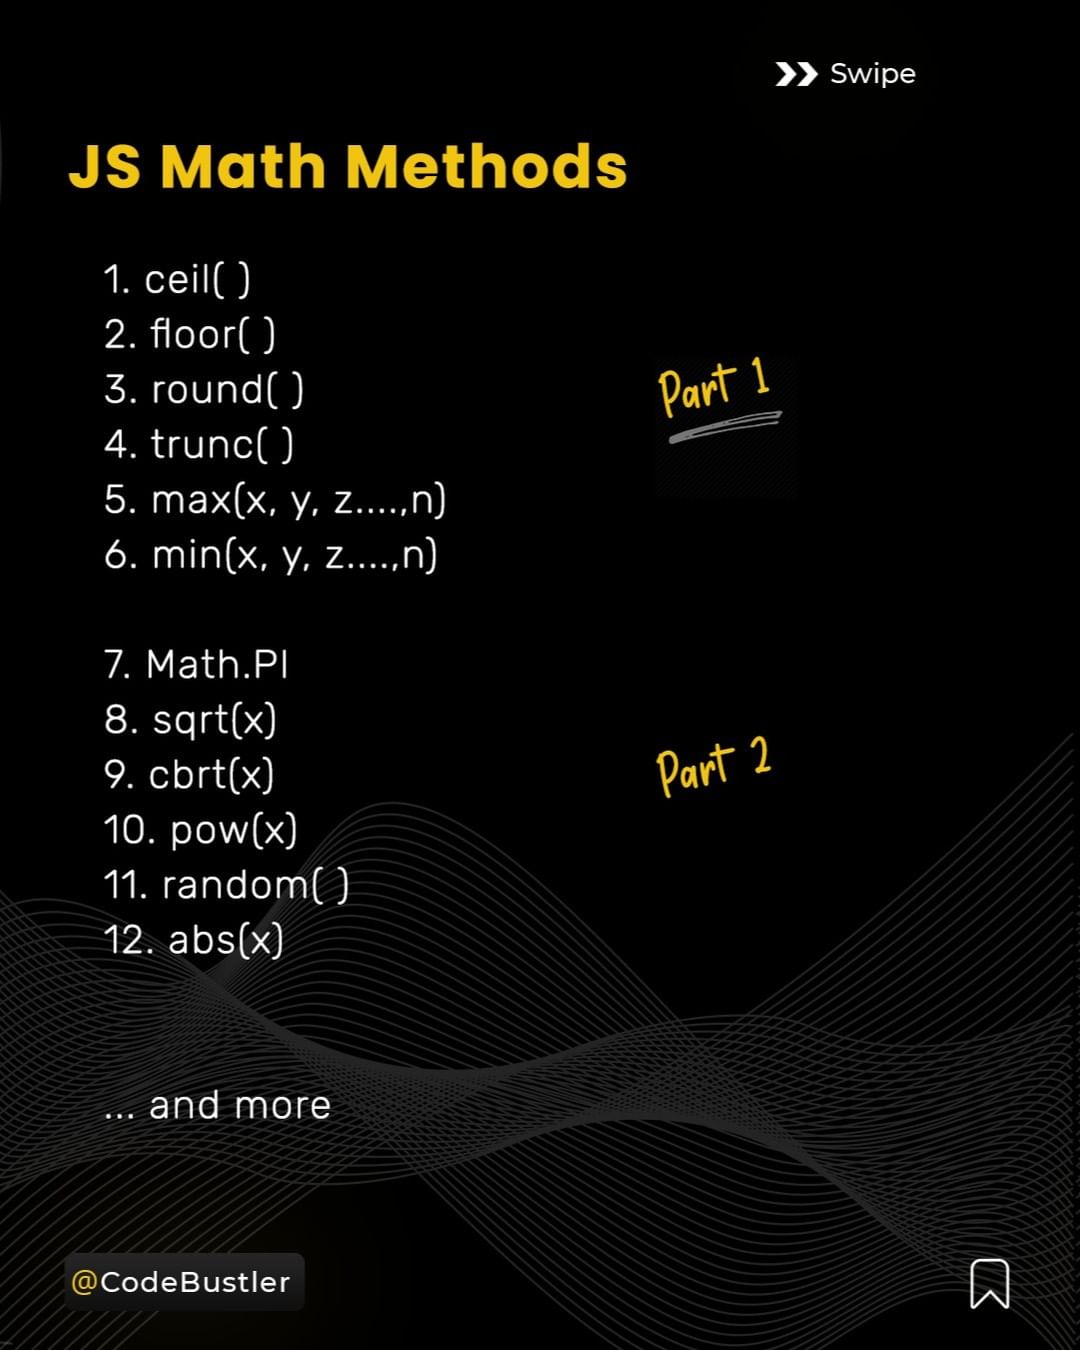 Swipe
JS Math Methods
1. ceil( )
2. floor( )
3. round( )
4. trunc( )
5. max(x, y, z....,n)
6. min(x, y, z....,n)
Part 1
7. Math.PI
8. sqrt(x)
9. cbrt(x)
10. pow(x)
11. random( )
12. abs(x)
Part 2
... and more
@CodeBustler